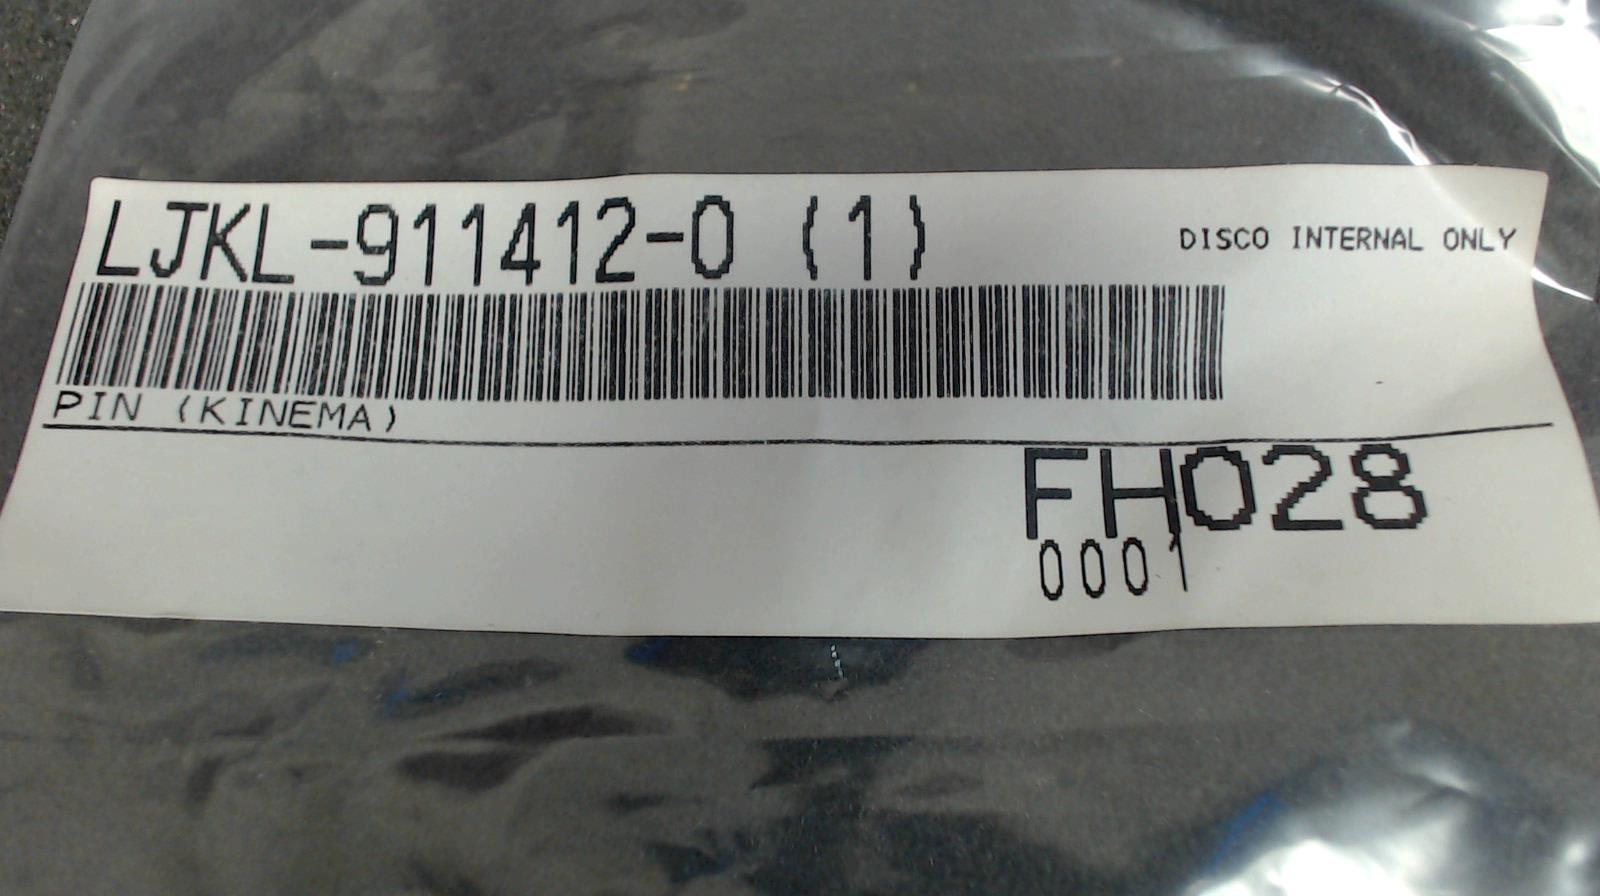 LJKL-911412-0 (1)
DISCO INTERNAL ONLY
PIN (KINEMA)
FH028
0001